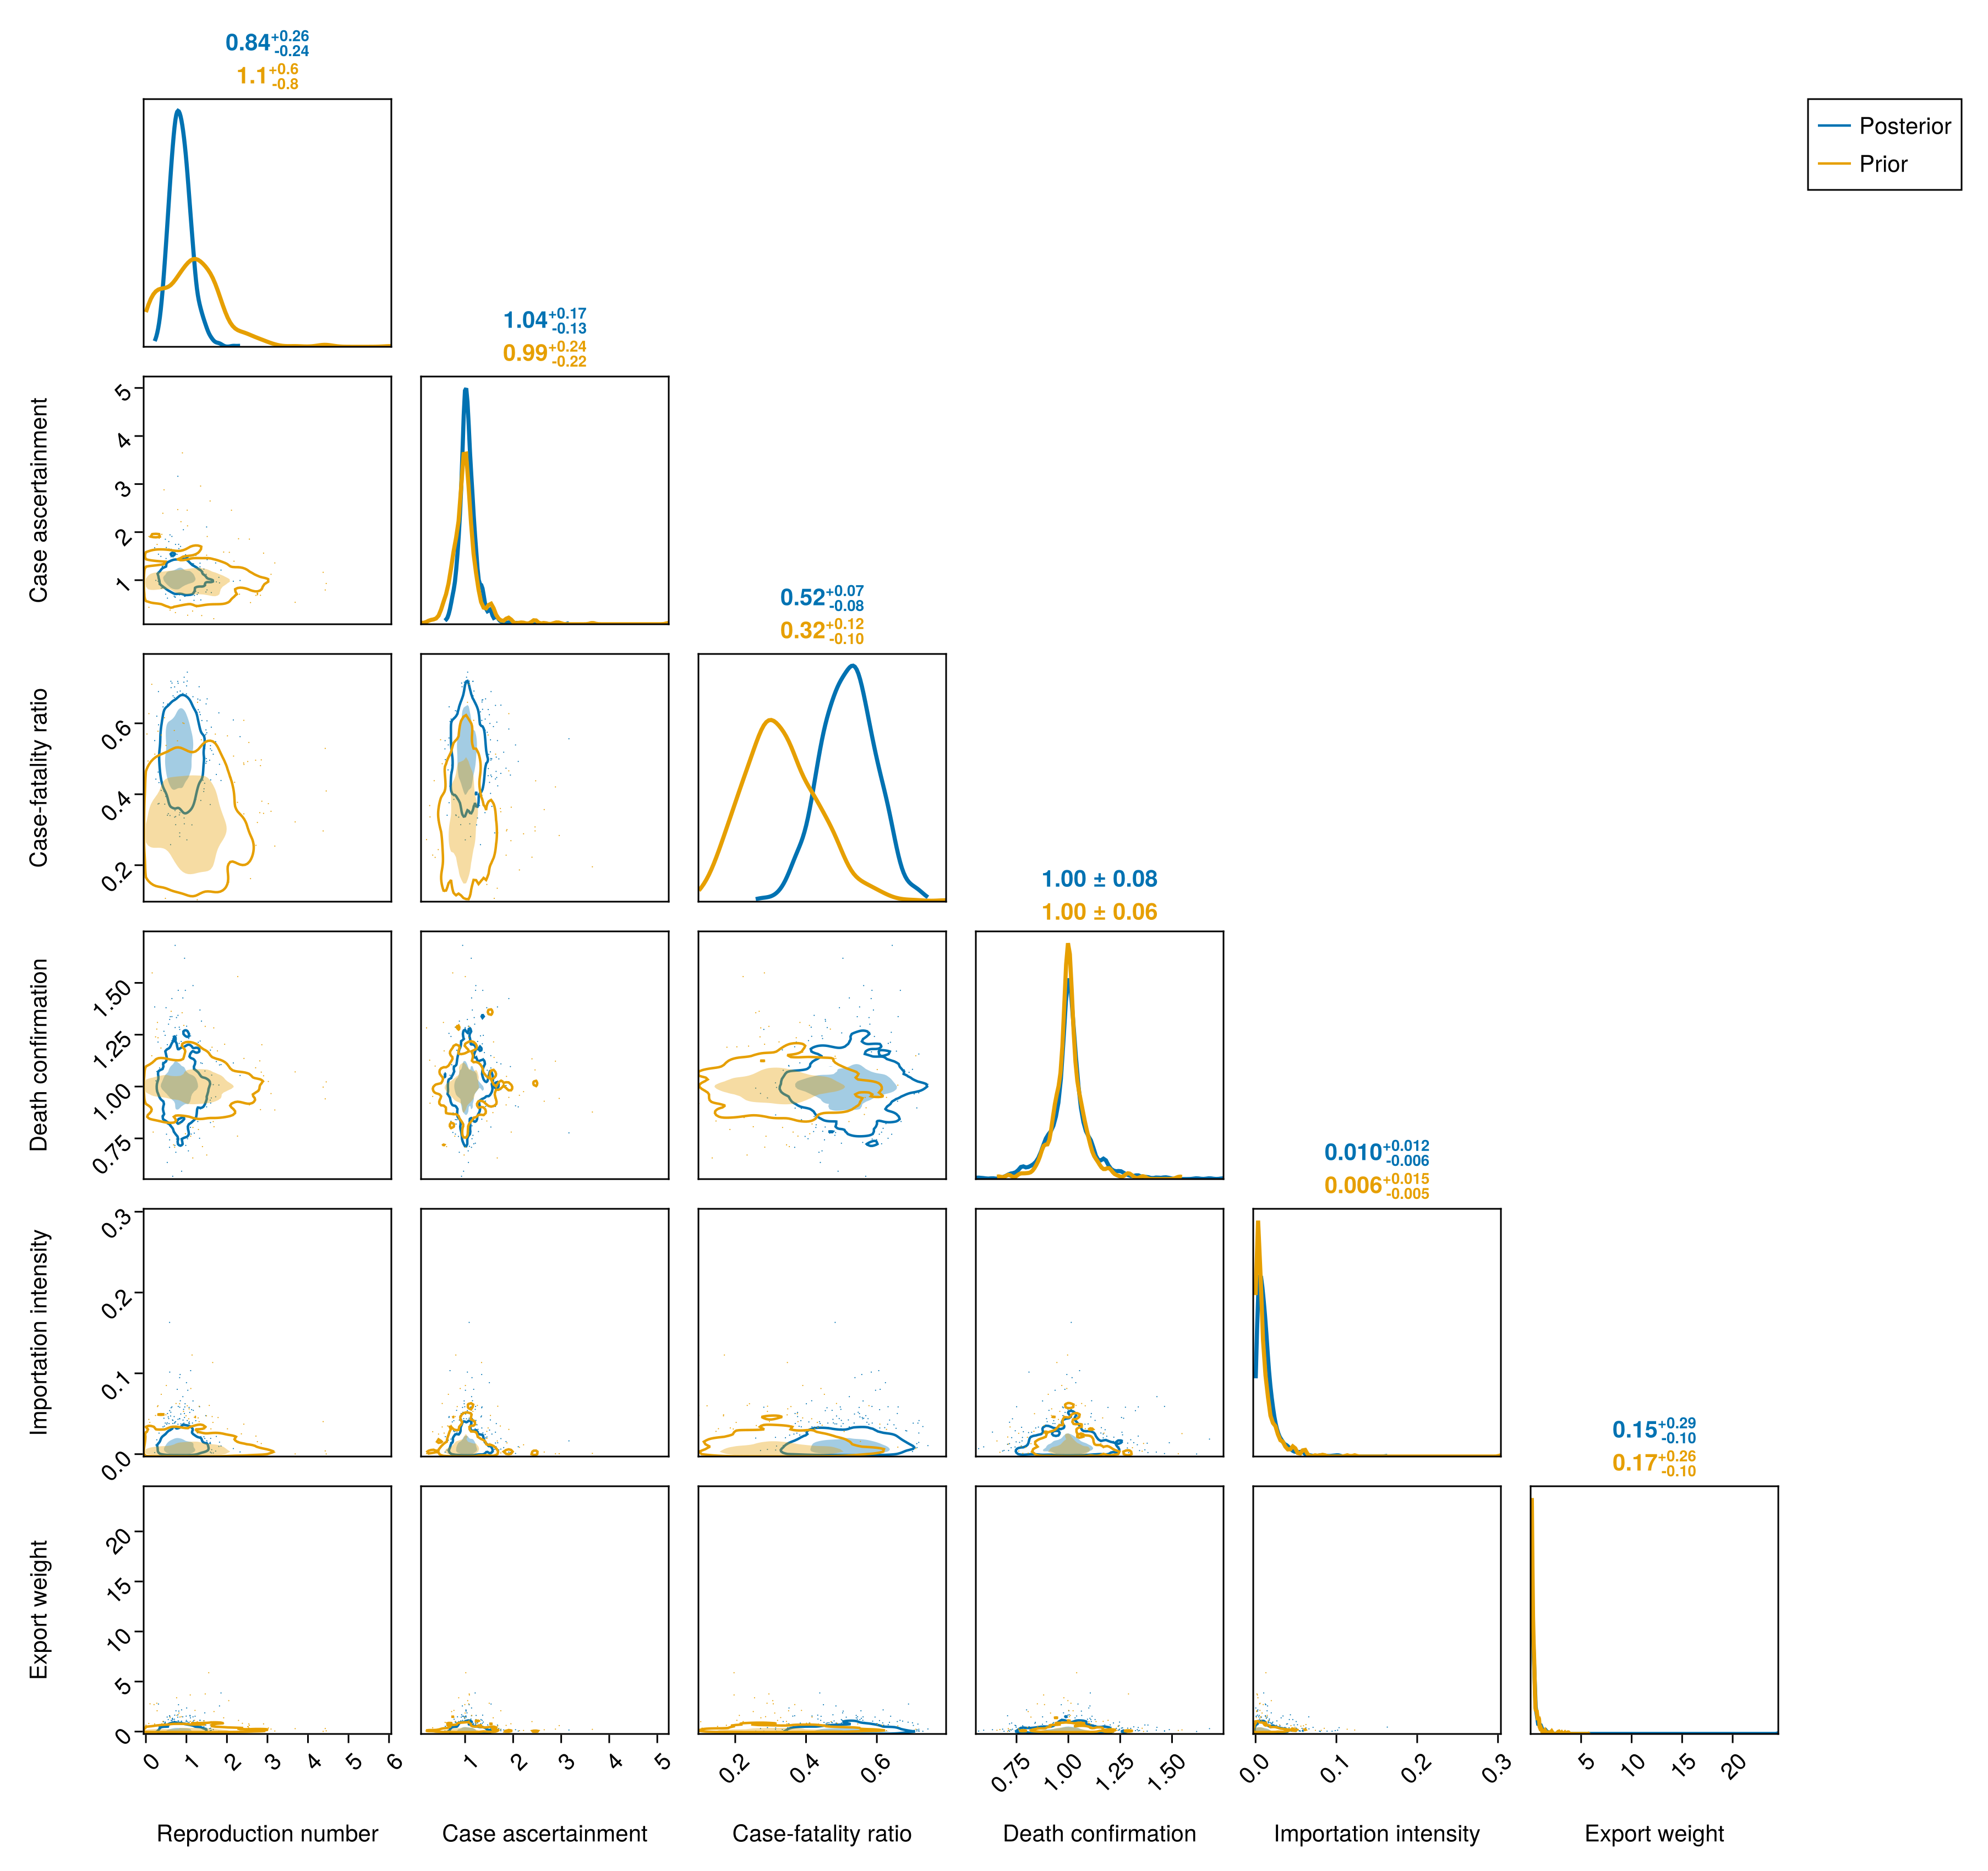 0.84+0.26-0.24
1.1+0.6-0.8
Posterior
Prior
1.04+0.17-0.13
0.99+0.24-0.22
Case ascertainment
5
4
3
2
1
0.52+0.07-0.08
0.32+0.12-0.10
Case-fatality ratio
0.6
0.4
0.2
1.00 ± 0.08
1.00 ± 0.06
Death confirmation
1.50
1.25
1.00
0.75
0.010+0.012-0.006
0.006+0.015-0.005
Importation intensity
0.3
0.2
0.1
0.0
0.15+0.29-0.10
0.17+0.26-0.10
Export weight
20
15
10
5
0
0 1 2 3 4 5 6 1 2 3 4 5 0.2 0.4 0.6 0.75 1.00 1.25 1.50 0.0 0.1 0.2 0.3 5 10 15 20
Reproduction number Case ascertainment Case-fatality ratio Death confirmation Importation intensity Export weight